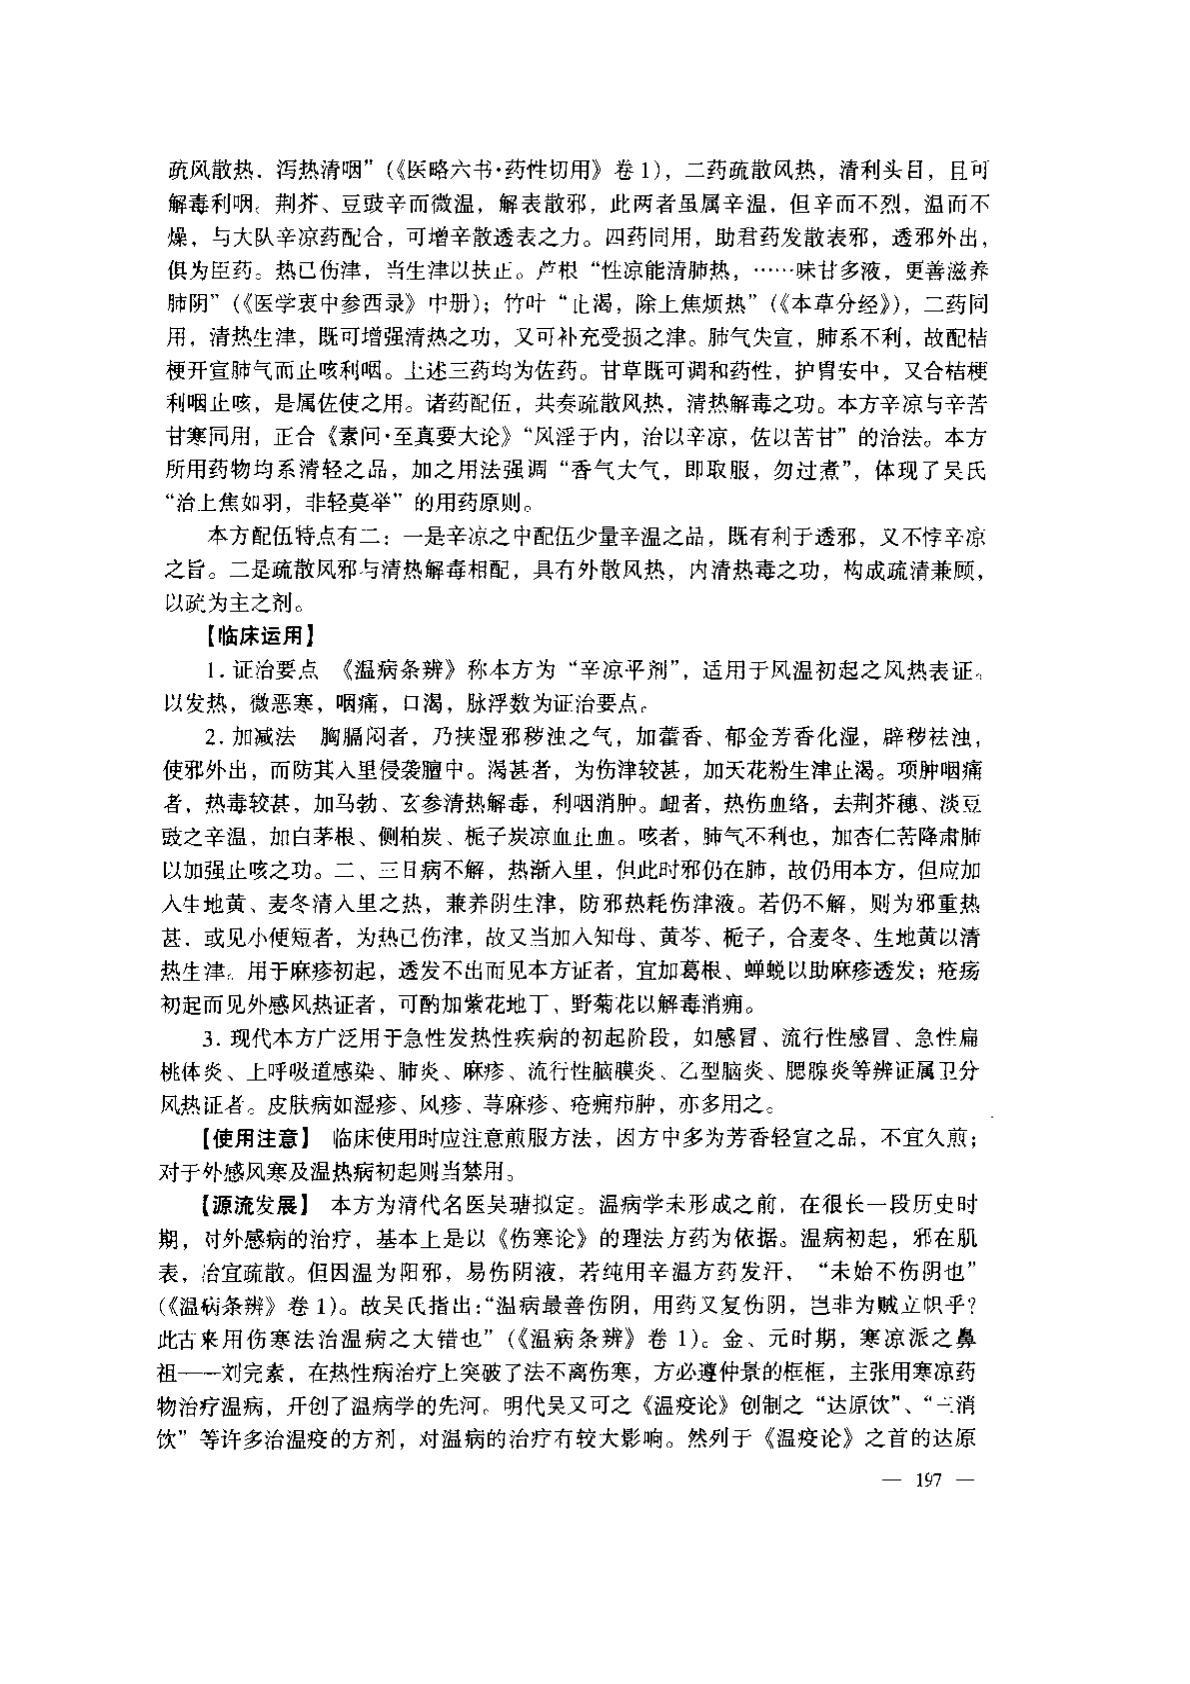 疏风散热．泻热清咽”（《医略六书·药性切用》卷1），二药疏散风热，清利头目，且可
解毒利咽。荆芥、豆豉辛而微温，解表散邪，此两者虽属辛温，但辛而不烈，温而不
燥，与大队辛凉药配合，可增辛散透表之力。四药同用，助君药发散表邪，透邪外出，
俱为臣药。热已伤津，当生津以扶正。芦根“性凉能清肺热，……味甘多液，更善滋养
肺阴”（《医学衷中参西录》中册）；竹叶“止渴，除上焦烦热”（《本草分经》），二药同
用，清热生津，既可增强清热之功，又可补充受损之津。肺气失宣，肺系不利，故配桔
梗开宣肺气而止咳利咽。上述三药均为佐药。甘草既可调和药性，护胃安中，又合桔梗
利咽止咳，是属佐使之用。诸药配伍，共奏疏散风热，清热解毒之功。本方辛凉与辛苦
甘寒同用，正合《素问·至真要大论》“风淫于内，治以辛凉，佐以苦甘”的治法。本方
所用药物均系清轻之品，加之用法强调“香气大气，即取服，勿过煮”，体现了吴氏
“治上焦如羽，非轻莫举”的用药原则。
本方配伍特点有二：一是辛凉之中配伍少量辛温之品，既有利于透邪，又不悖辛凉
之旨。二是疏散风邪与清热解毒相配，具有外散风热，内清热毒之功，构成疏清兼顾，
以疏为主之剂。
【临床运用】
1．证治要点　《温病条辨》称本方为“辛凉平剂”，适用于风温初起之风热表证。
以发热，微恶寒，咽痛，口渴，脉浮数为证治要点。
2．加减法　胸膈闷者，乃挟湿邪秽浊之气，加藿香、郁金芳香化湿，辟秽祛浊，
使邪外出，而防其入里侵袭膻中。渴甚者，为伤津较甚，加天花粉生津止渴。项肿咽痛
者，热毒较甚，加马勃、玄参清热解毒，利咽消肿。衄者，热伤血络，去荆芥穗、淡豆
豉之辛温，加白茅根、侧柏炭、栀子炭凉血止血。咳者，肺气不利也，加杏仁苦降肃肺
以加强止咳之功。二、三日病不解，热渐入里，但此时邪仍在肺，故仍用本方，但应加
入生地黄、麦冬清入里之热，兼养阴生津，防邪热耗伤津液。若仍不解，则为邪重热
甚．或见小便短者，为热已伤津，故又当加入知母、黄芩、栀子，合麦冬、生地黄以清
热生津。用于麻疹初起，透发不出而见本方证者，宜加葛根、蝉蜕以助麻疹透发；疮疡
初起而见外感风热证者，可酌加紫花地丁、野菊花以解毒消痈。
3．现代本方广泛用于急性发热性疾病的初起阶段，如感冒、流行性感冒、急性扁
桃体炎、上呼吸道感染、肺炎、麻疹、流行性脑膜炎、乙型脑炎、腮腺炎等辨证属卫分
风热证者。皮肤病如湿疹、风疹、荨麻疹、疮痈疖肿，亦多用之。
【使用注意】　临床使用时应注意煎服方法，因方中多为芳香轻宣之品，不宜久煎；
对于外感风寒及温热病初起则当禁用。
【源流发展】　本方为清代名医吴瑭拟定。温病学未形成之前，在很长一段历史时
期，对外感病的治疗，基本上是以《伤寒论》的理法方药为依据。温病初起，邪在肌
表，治宜疏散。但因温为阳邪，易伤阴液，若纯用辛温方药发汗，“未始不伤阴也”
（《温病条辨》卷1）。故吴氏指出：“温病最善伤阴，用药又复伤阴，岂非为贼立帜乎？
此古来用伤寒法治温病之大错也”（《温病条辨》卷1）。金、元时期，寒凉派之鼻
祖——刘完素，在热性病治疗上突破了法不离伤寒，方必遵仲景的框框，主张用寒凉药
物治疗温病，开创了温病学的先河。明代吴又可之《温疫论》创制之“达原饮”、“三消
饮”等许多治温疫的方剂，对温病的治疗有较大影响。然列于《温疫论》之首的达原
— 197 —